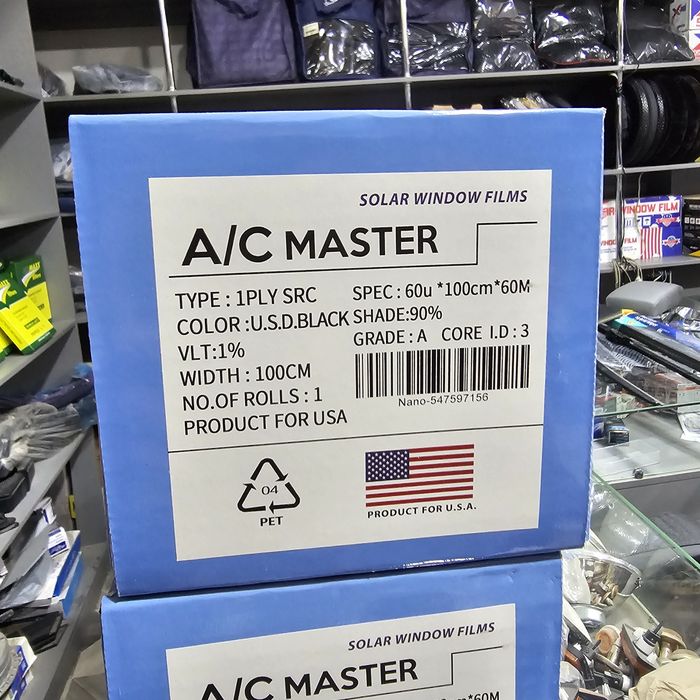 SOLAR WINDOW FILMS
A/C MASTER
TYPE : 1PLY SRC
SPEC : 60u *100cm*60M
COLOR :U.S.D.BLACK
SHADE:90%
VLT:1%
GRADE : A CORE I.D : 3
WIDTH : 100CM
NO.OF ROLLS : 1
Nano-547597156
PRODUCT FOR USA
04
PET
PRODUCT FOR U.S.A.
SOLAR WINDOW FILMS
A/C MASTER
WINDOW FILM